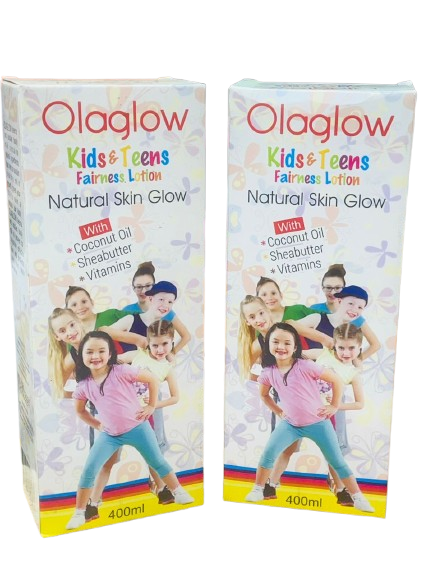 Olaglow
Kids & Teens
Fairness Lotion
Natural Skin Glow
With
*Coconut Oil
*Sheabutter
*Vitamins
400ml
Olaglow
Kids & Teens
Fairness Lotion
Natural Skin Glow
With
*Coconut Oil
*Sheabutter
*Vitamins
400ml